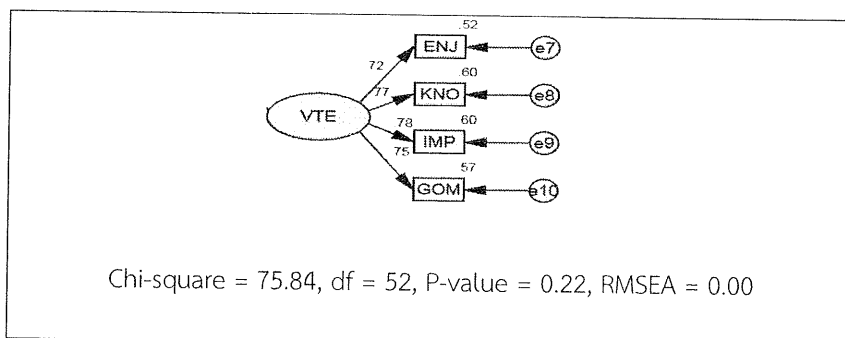 .52
ENJ e7
72
.60
77 KNO e8
VTE
78 60
IMP e9
75
57
GOM e10
Chi-square = 75.84, df = 52, P-value = 0.22, RMSEA = 0.00